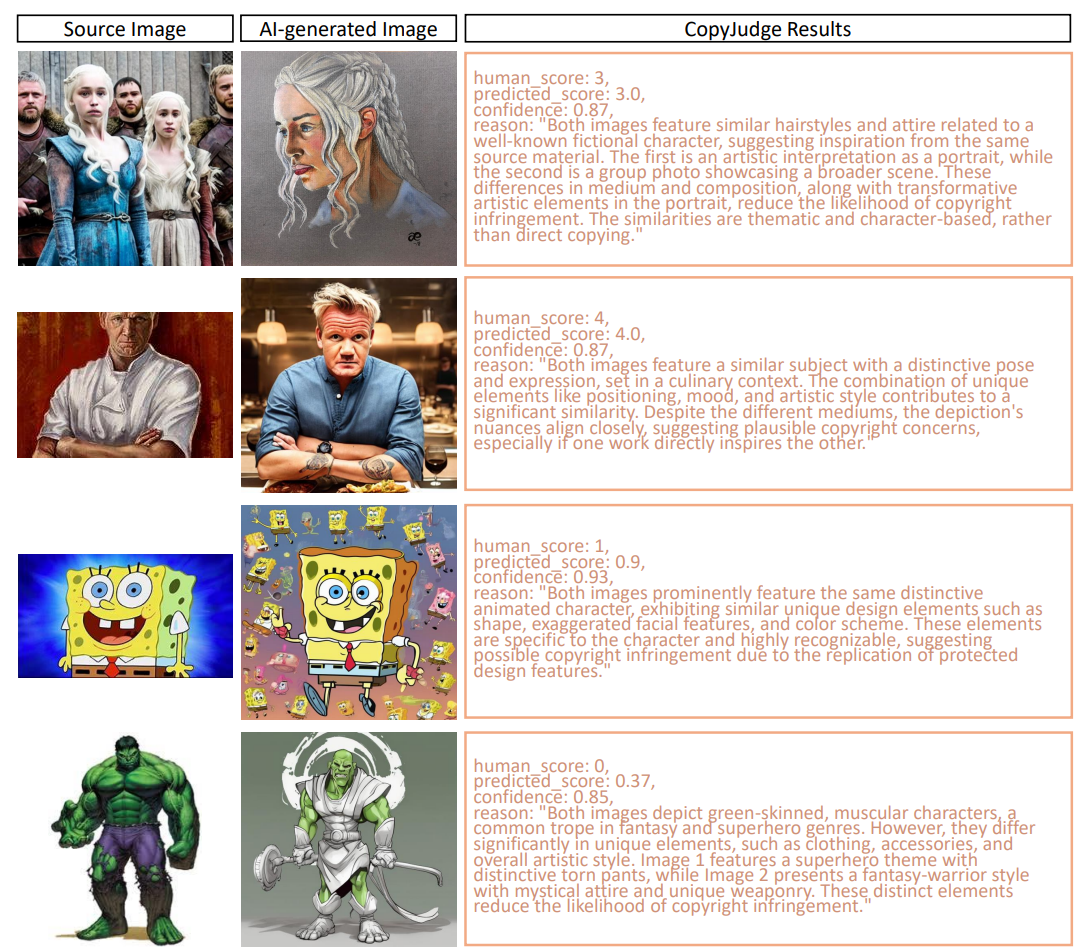 Source Image
AI-generated Image
CopyJudge Results
human_score: 3,
predicted_score: 3.0,
confidence: 0.87,
reason: "Both images feature similar hairstyles and attire related to a
well-known fictional character, suggesting inspiration from the same
source material. The first is an artistic interpretation as a portrait, while
the second is a group photo showcasing a broader scene. These
differences in medium and composition, along with transformative
artistic elements in the portrait, reduce the likelihood of copyright
infringement. The similarities are thematic and character-based, rather
than direct copying."
human_score: 4,
predicted_score: 4.0,
confidence: 0.87,
reason: "Both images feature a similar subject with a distinctive pose
and expression, set in a culinary context. The combination of unique
elements like positioning, mood, and artistic style contributes to a
significant similarity. Despite the different mediums, the depiction's
nuances align closely, suggesting plausible copyright concerns,
especially if one work directly inspires the other."
human_score: 1,
predicted_score: 0.9,
confidence: 0.93,
reason: "Both images prominently feature the same distinctive
animated character, exhibiting similar unique design elements such as
shape, exaggerated facial features, and color scheme. These elements
are specific to the character and highly recognizable, suggesting
possible copyright infringement due to the replication of protected
design features."
human_score: 0,
predicted_score: 0.37,
confidence: 0.85,
reason: "Both images depict green-skinned, muscular characters, a
common trope in fantasy and superhero genres. However, they differ
significantly in unique elements, such as clothing, accessories, and
overall artistic style. Image 1 features a superhero theme with
distinctive torn pants, while Image 2 presents a fantasy-warrior style
with mystical attire and unique weaponry. These distinct elements
reduce the likelihood of copyright infringement."